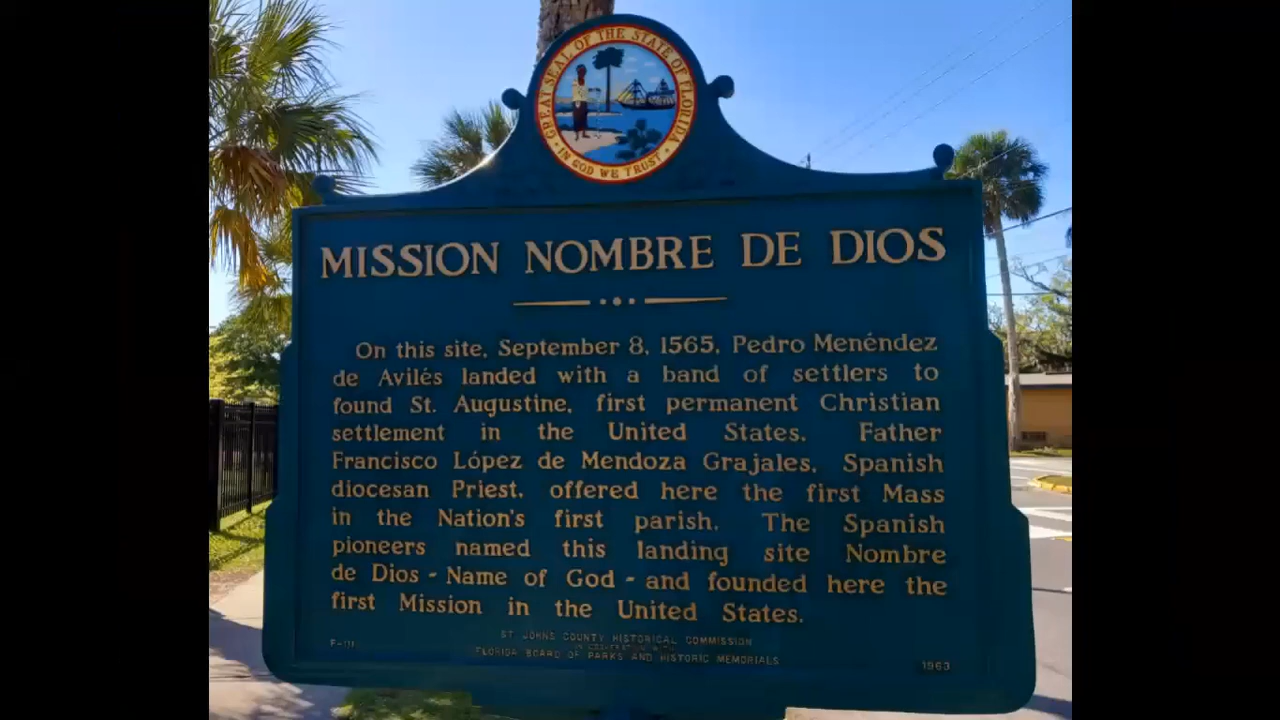 GREAT SEAL OF THE STATE OF FLORIDA
· IN GOD WE TRUST ·
MISSION NOMBRE DE DIOS
On this site, September 8, 1565, Pedro Menéndez
de Avilés landed with a band of settlers to
found St. Augustine, first permanent Christian
settlement in the United States. Father
Francisco López de Mendoza Grajales, Spanish
diocesan Priest, offered here the first Mass
in the Nation's first parish. The Spanish
pioneers named this landing site Nombre
de Dios - Name of God - and founded here the
first Mission in the United States.
ST JOHNS COUNTY HISTORICAL COMMISSION
IN COOPERATION WITH
FLORIDA BOARD OF PARKS AND HISTORIC MEMORIALS
F-111
1963